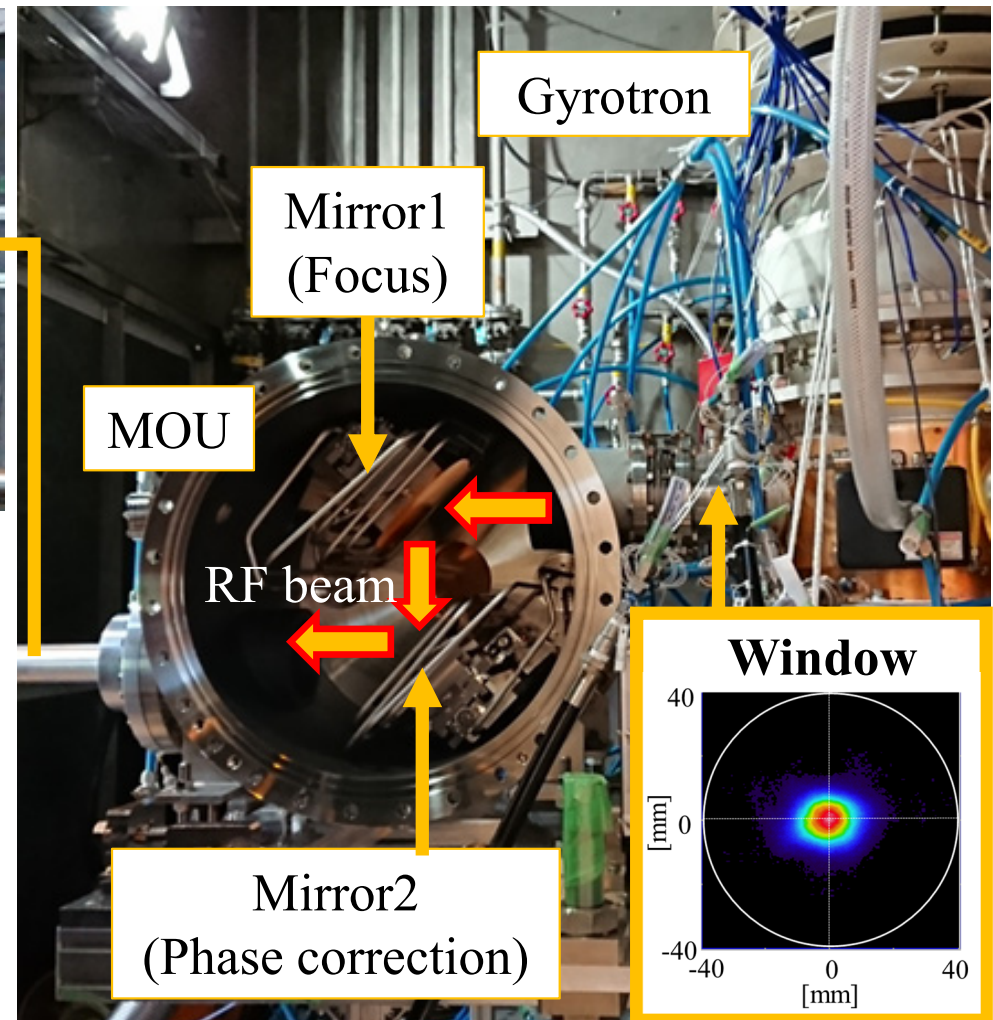 Gyrotron
Mirror1
(Focus)
MOU
RF beam
Window
40
[mm]
0
-40
-40
0
40
[mm]
Mirror2
(Phase correction)